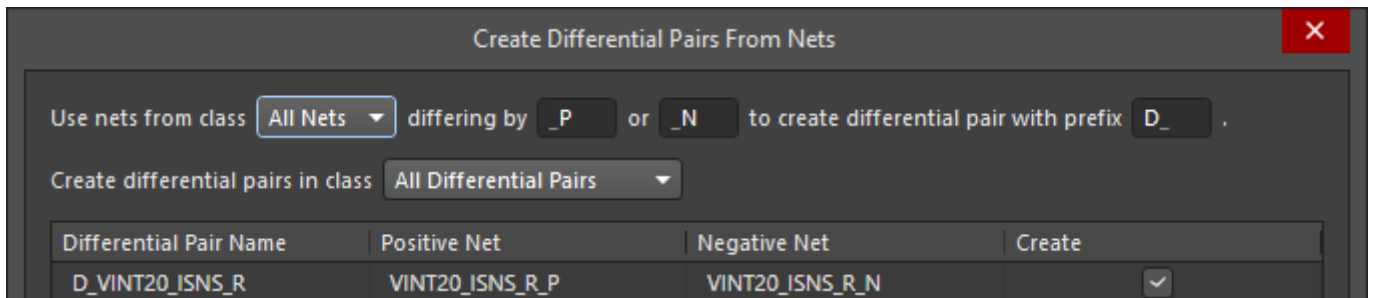 Create Differential Pairs From Nets
Use nets from class All Nets differing by _P or _N to create differential pair with prefix D_ .
Create differential pairs in class All Differential Pairs
Differential Pair Name Positive Net Negative Net Create
D_VINT20_ISNS_R VINT20_ISNS_R_P VINT20_ISNS_R_N